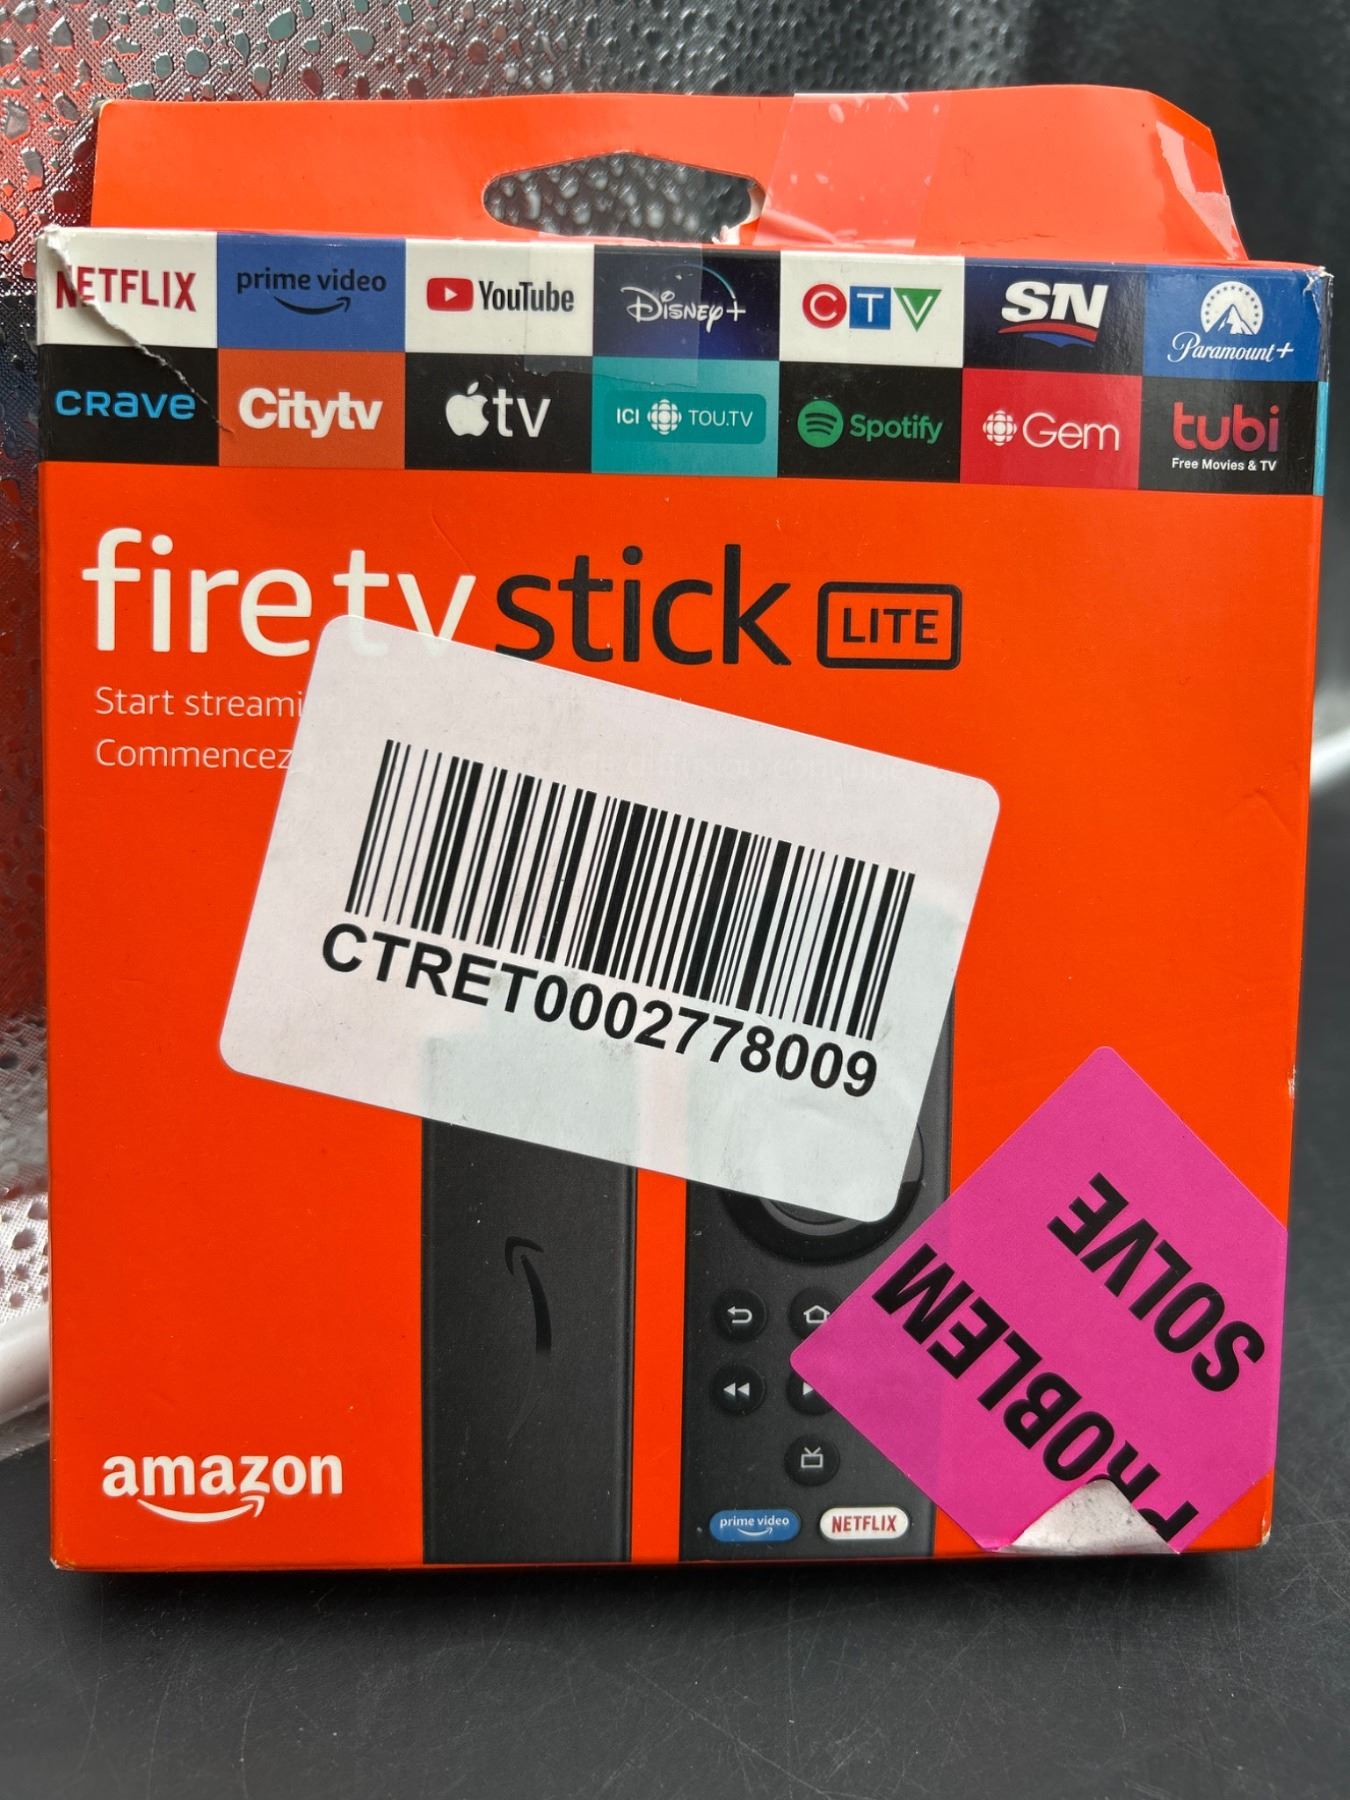 NETFLIX prime video YouTube Disney+ CTV SN Paramount+
crave Citytv tv ICI TOU.TV Spotify Gem tubi
Free Movies & TV
fire tv stick LITE
Start streami
Commencez
CTRET0002778009
PROBLEM
SOLVE
amazon
prime video NETFLIX